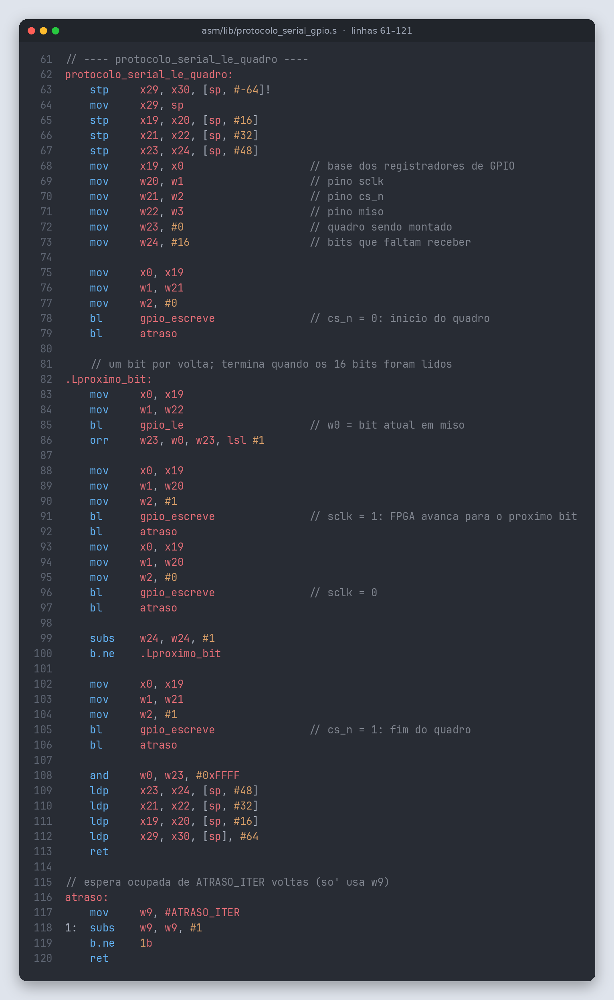 asm/lib/protocolo_serial_gpio.s · linhas 61–121
61 // ---- protocolo_serial_le_quadro ----
62 protocolo_serial_le_quadro:
63     stp     x29, x30, [sp, #-64]!
64     mov     x29, sp
65     stp     x19, x20, [sp, #16]
66     stp     x21, x22, [sp, #32]
67     stp     x23, x24, [sp, #48]
68     mov     x19, x0                    // base dos registradores de GPIO
69     mov     w20, w1                    // pino sclk
70     mov     w21, w2                    // pino cs_n
71     mov     w22, w3                    // pino miso
72     mov     w23, #0                    // quadro sendo montado
73     mov     w24, #16                   // bits que faltam receber
74
75     mov     x0, x19
76     mov     w1, w21
77     mov     w2, #0
78     bl      gpio_escreve               // cs_n = 0: inicio do quadro
79     bl      atraso
80
81     // um bit por volta; termina quando os 16 bits foram lidos
82 .Lproximo_bit:
83     mov     x0, x19
84     mov     w1, w22
85     bl      gpio_le                    // w0 = bit atual em miso
86     orr     w23, w0, w23, lsl #1
87
88     mov     x0, x19
89     mov     w1, w20
90     mov     w2, #1
91     bl      gpio_escreve               // sclk = 1: FPGA avanca para o proximo bit
92     bl      atraso
93     mov     x0, x19
94     mov     w1, w20
95     mov     w2, #0
96     bl      gpio_escreve               // sclk = 0
97     bl      atraso
98
99     subs    w24, w24, #1
100     b.ne    .Lproximo_bit
101
102     mov     x0, x19
103     mov     w1, w21
104     mov     w2, #1
105     bl      gpio_escreve               // cs_n = 1: fim do quadro
106     bl      atraso
107
108     and     w0, w23, #0xFFFF
109     ldp     x23, x24, [sp, #48]
110     ldp     x21, x22, [sp, #32]
111     ldp     x19, x20, [sp, #16]
112     ldp     x29, x30, [sp], #64
113     ret
114
115 // espera ocupada de ATRASO_ITER voltas (so' usa w9)
116 atraso:
117     mov     w9, #ATRASO_ITER
118 1:  subs    w9, w9, #1
119     b.ne    1b
120     ret